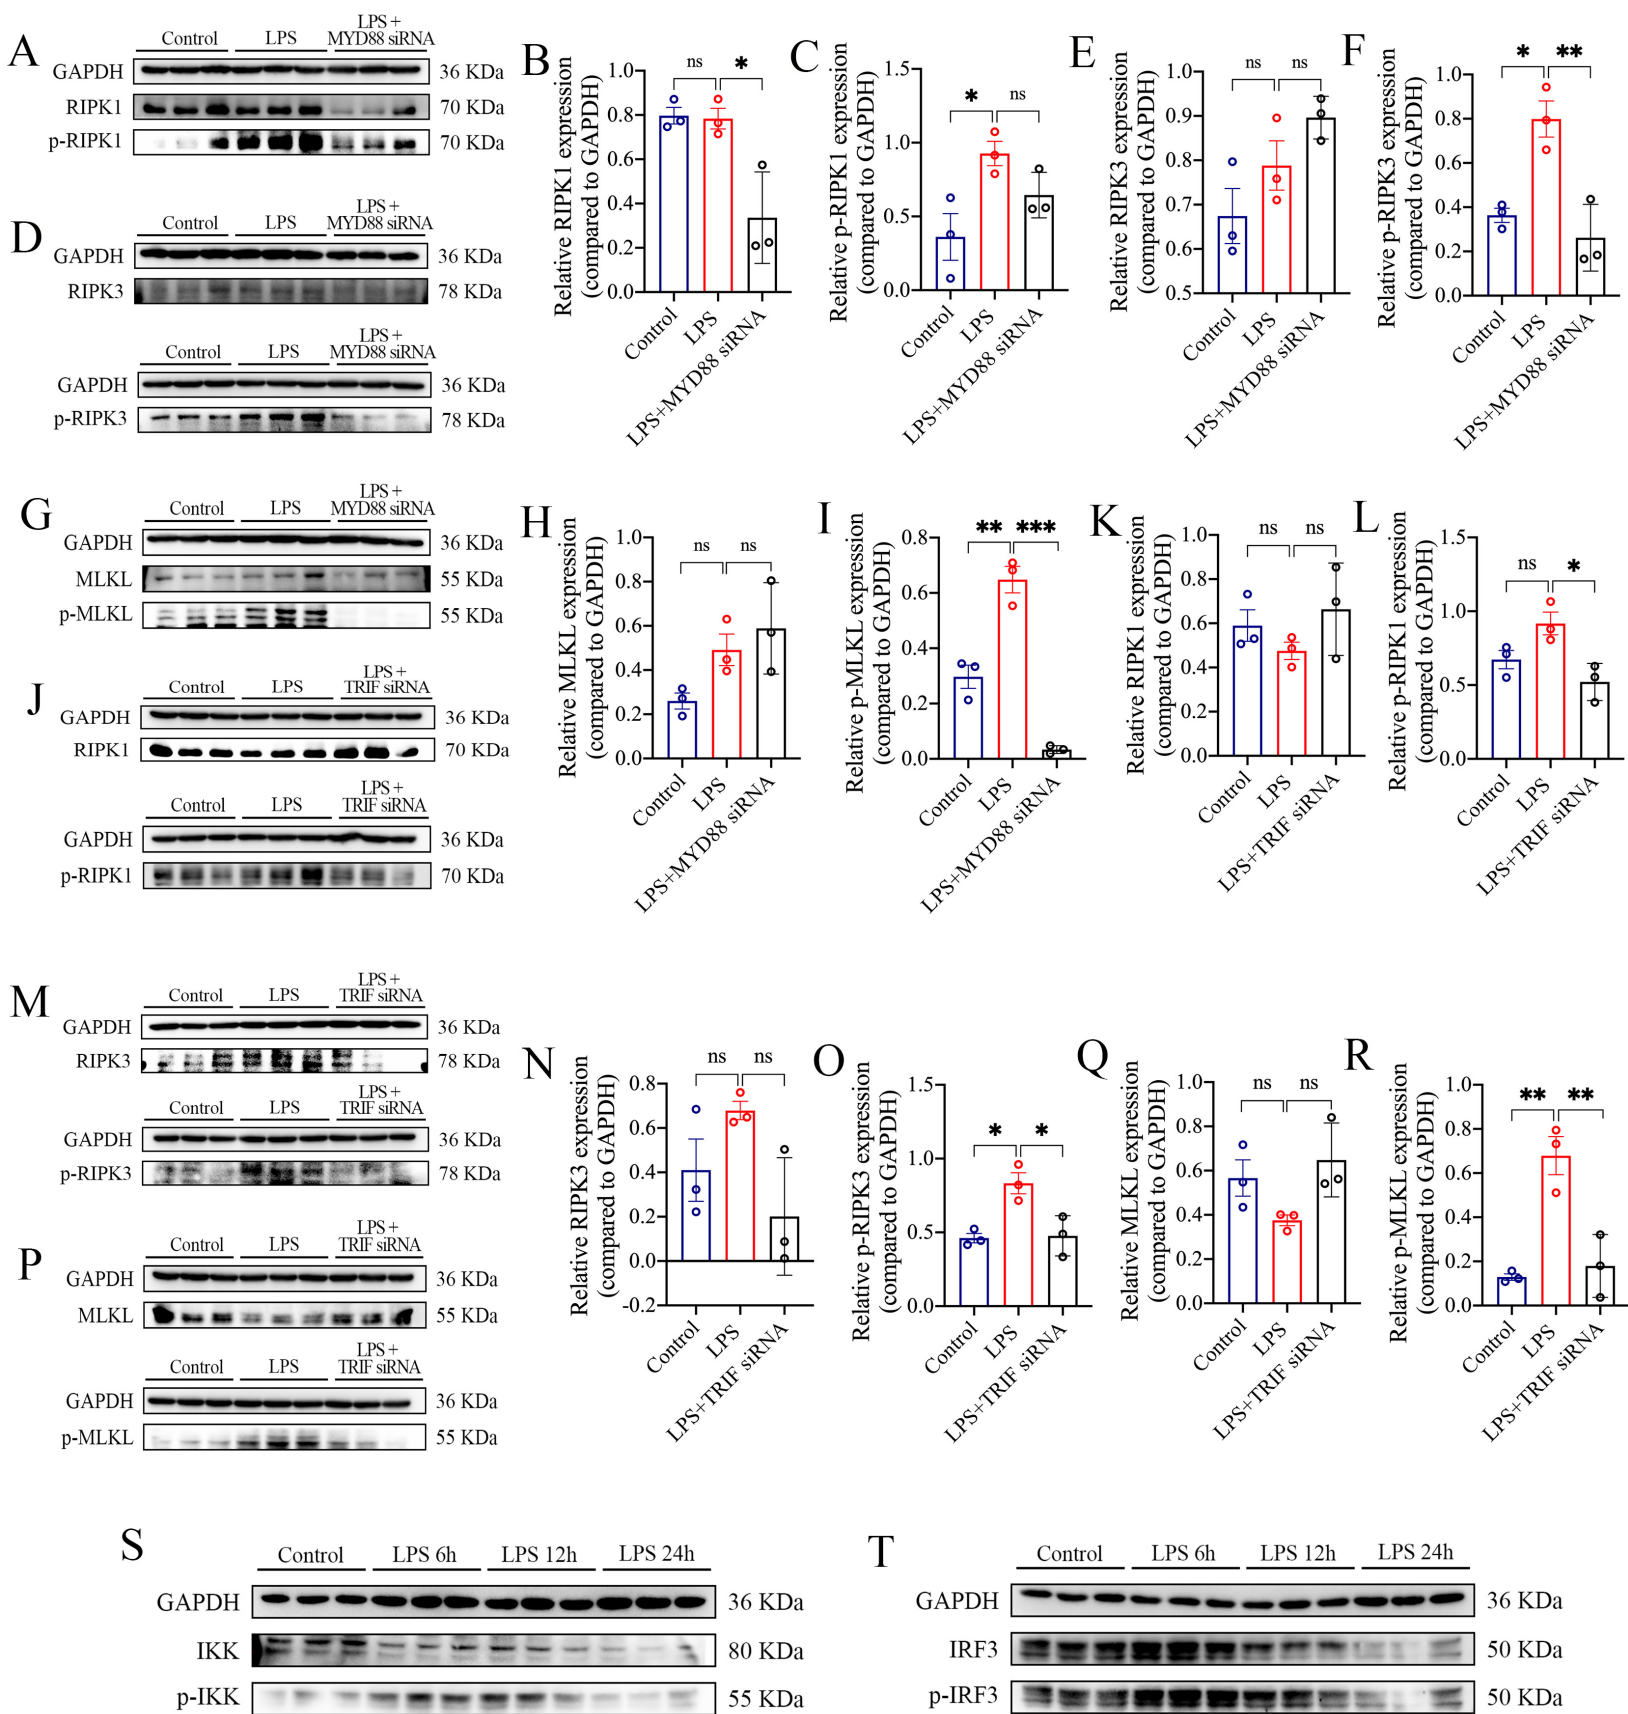 A
Control LPS LPS +
MYD88 siRNA
GAPDH 36 KDa
RIPK1 70 KDa
p-RIPK1 70 KDa
B
Relative RIPK1 expression
(compared to GAPDH)
ns *
1.0
0.8
0.6
0.4
0.2
0.0
Control
LPS
LPS+MYD88 siRNA
C
Relative p-RIPK1 expression
(compared to GAPDH)
* ns
1.5
1.0
0.5
0.0
Control
LPS
LPS+MYD88 siRNA
D
Control LPS LPS +
MYD88 siRNA
GAPDH 36 KDa
RIPK3 78 KDa
Control LPS LPS +
MYD88 siRNA
GAPDH 36 KDa
p-RIPK3 78 KDa
E
Relative RIPK3 expression
(compared to GAPDH)
ns ns
1.0
0.9
0.8
0.7
0.6
0.5
Control
LPS
LPS+MYD88 siRNA
F
Relative p-RIPK3 expression
(compared to GAPDH)
* **
1.0
0.8
0.6
0.4
0.2
0.0
Control
LPS
LPS+MYD88 siRNA
G
Control LPS LPS +
MYD88 siRNA
GAPDH 36 KDa
MLKL 55 KDa
p-MLKL 55 KDa
H
Relative MLKL expression
(compared to GAPDH)
ns ns
1.0
0.8
0.6
0.4
0.2
0.0
Control
LPS
LPS+MYD88 siRNA
I
Relative p-MLKL expression
(compared to GAPDH)
** ***
0.8
0.6
0.4
0.2
0.0
Control
LPS
LPS+MYD88 siRNA
J
Control LPS LPS +
TRIF siRNA
GAPDH 36 KDa
RIPK1 70 KDa
Control LPS LPS +
TRIF siRNA
GAPDH 36 KDa
p-RIPK1 70 KDa
K
Relative RIPK1 expression
(compared to GAPDH)
ns ns
1.0
0.8
0.6
0.4
0.2
0.0
Control
LPS
LPS+TRIF siRNA
L
Relative p-RIPK1 expression
(compared to GAPDH)
ns *
1.5
1.0
0.5
0.0
Control
LPS
LPS+TRIF siRNA
M
Control LPS LPS +
TRIF siRNA
GAPDH 36 KDa
RIPK3 78 KDa
Control LPS LPS +
TRIF siRNA
GAPDH 36 KDa
p-RIPK3 78 KDa
N
Relative RIPK3 expression
(compared to GAPDH)
ns ns
0.8
0.6
0.4
0.2
0.0
-0.2
Control
LPS
LPS+TRIF siRNA
O
Relative p-RIPK3 expression
(compared to GAPDH)
* *
1.5
1.0
0.5
0.0
Control
LPS
LPS+TRIF siRNA
P
Control LPS LPS +
TRIF siRNA
GAPDH 36 KDa
MLKL 55 KDa
Control LPS LPS +
TRIF siRNA
GAPDH 36 KDa
p-MLKL 55 KDa
Q
Relative MLKL expression
(compared to GAPDH)
ns ns
1.0
0.8
0.6
0.4
0.2
0.0
Control
LPS
LPS+TRIF siRNA
R
Relative p-MLKL expression
(compared to GAPDH)
** **
1.0
0.8
0.6
0.4
0.2
0.0
Control
LPS
LPS+TRIF siRNA
S
Control LPS 6h LPS 12h LPS 24h
GAPDH 36 KDa
IKK 80 KDa
p-IKK 55 KDa
T
Control LPS 6h LPS 12h LPS 24h
GAPDH 36 KDa
IRF3 50 KDa
p-IRF3 50 KDa